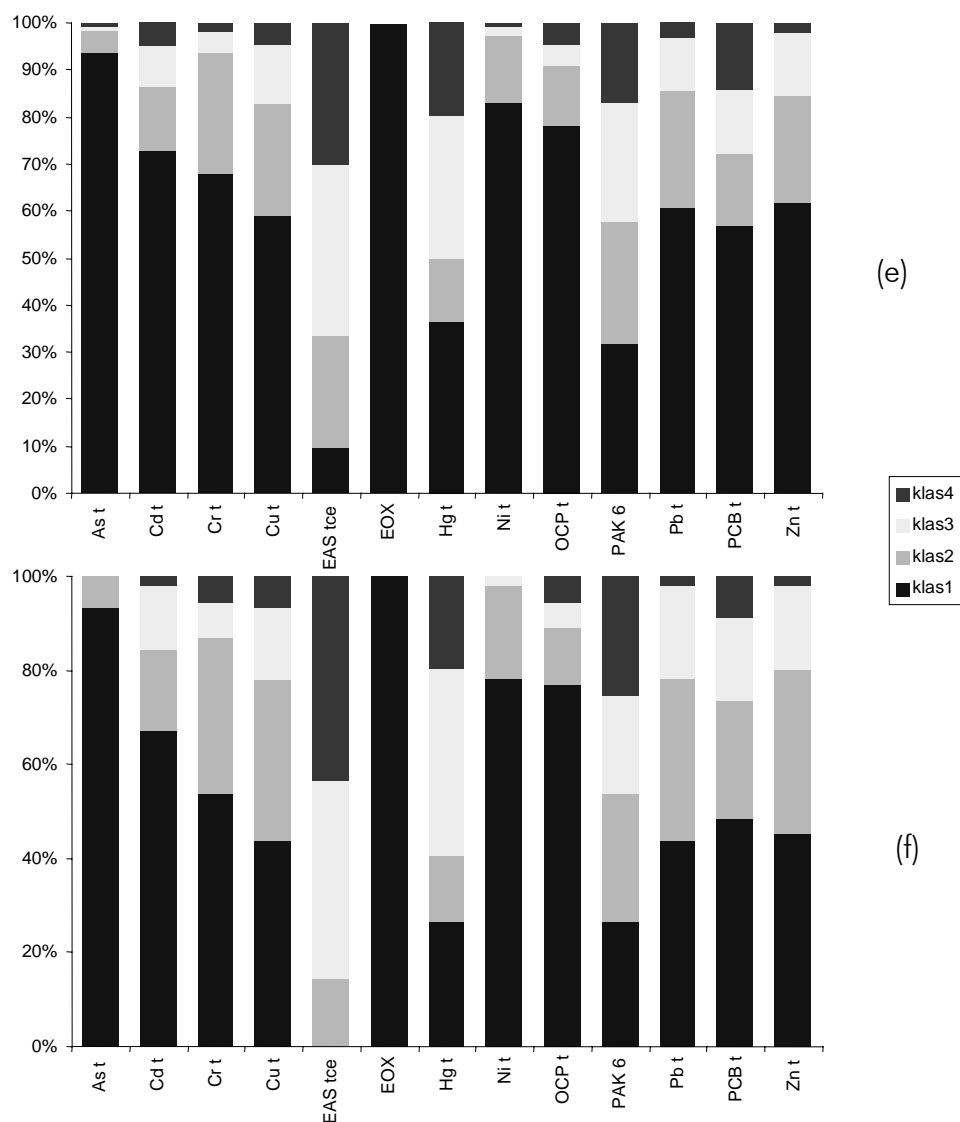 100%
90%
80%
70%
60%
50%
40%
30%
20%
10%
0%
As t
Cd t
Cr t
Cu t
EAS tce
EOX
Hg t
Ni t
OCP t
PAK 6
Pb t
PCB t
Zn t
(e)
klas4
klas3
klas2
klas1
100%
80%
60%
40%
20%
0%
As t
Cd t
Cr t
Cu t
EAS tce
EOX
Hg t
Ni t
OCP t
PAK 6
Pb t
PCB t
Zn t
(f)